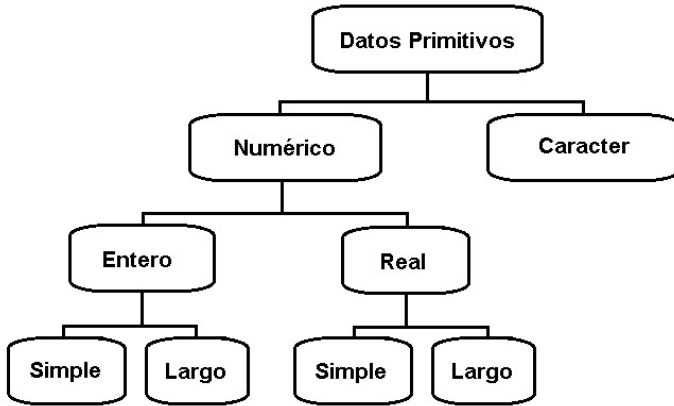 Datos Primitivos
Numérico
Caracter
Entero
Real
Simple
Largo
Simple
Largo